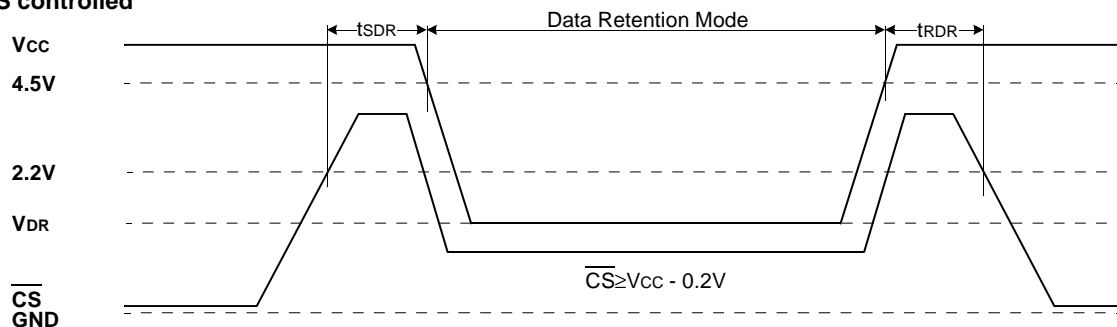 controlled
tSDR
Data Retention Mode
tRDR
VCC
4.5V
2.2V
VDR
CS≥VCC - 0.2V
CS
GND